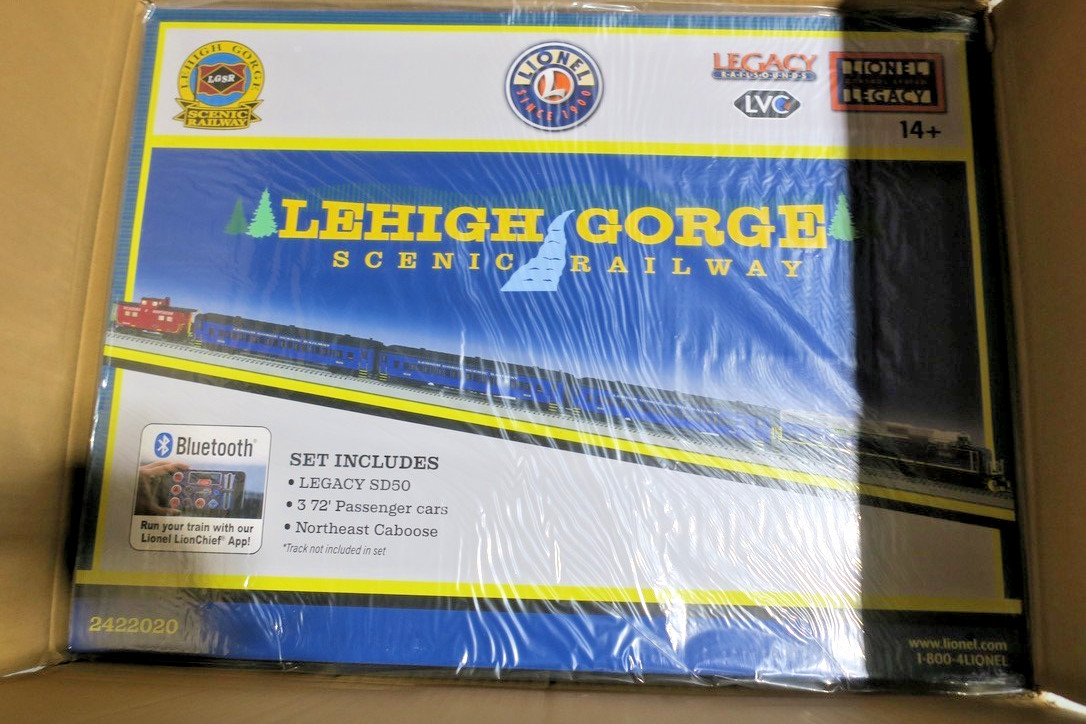 LEHIGH GORGE
LGSR
SCENIC
RAILWAY
LIONEL
L
SINCE 1900
LEGACY
RAILSOUNDS
LVC
LIONEL
CONTROL SYSTEM
LEGACY
14+
LEHIGH GORGE
SCENIC RAILWAY
Bluetooth®
Run your train with our
Lionel LionChief® App!
SET INCLUDES
• LEGACY SD50
• 3 72' Passenger cars
• Northeast Caboose
*Track not included in set
2422020
www.lionel.com
1-800-4LIONEL